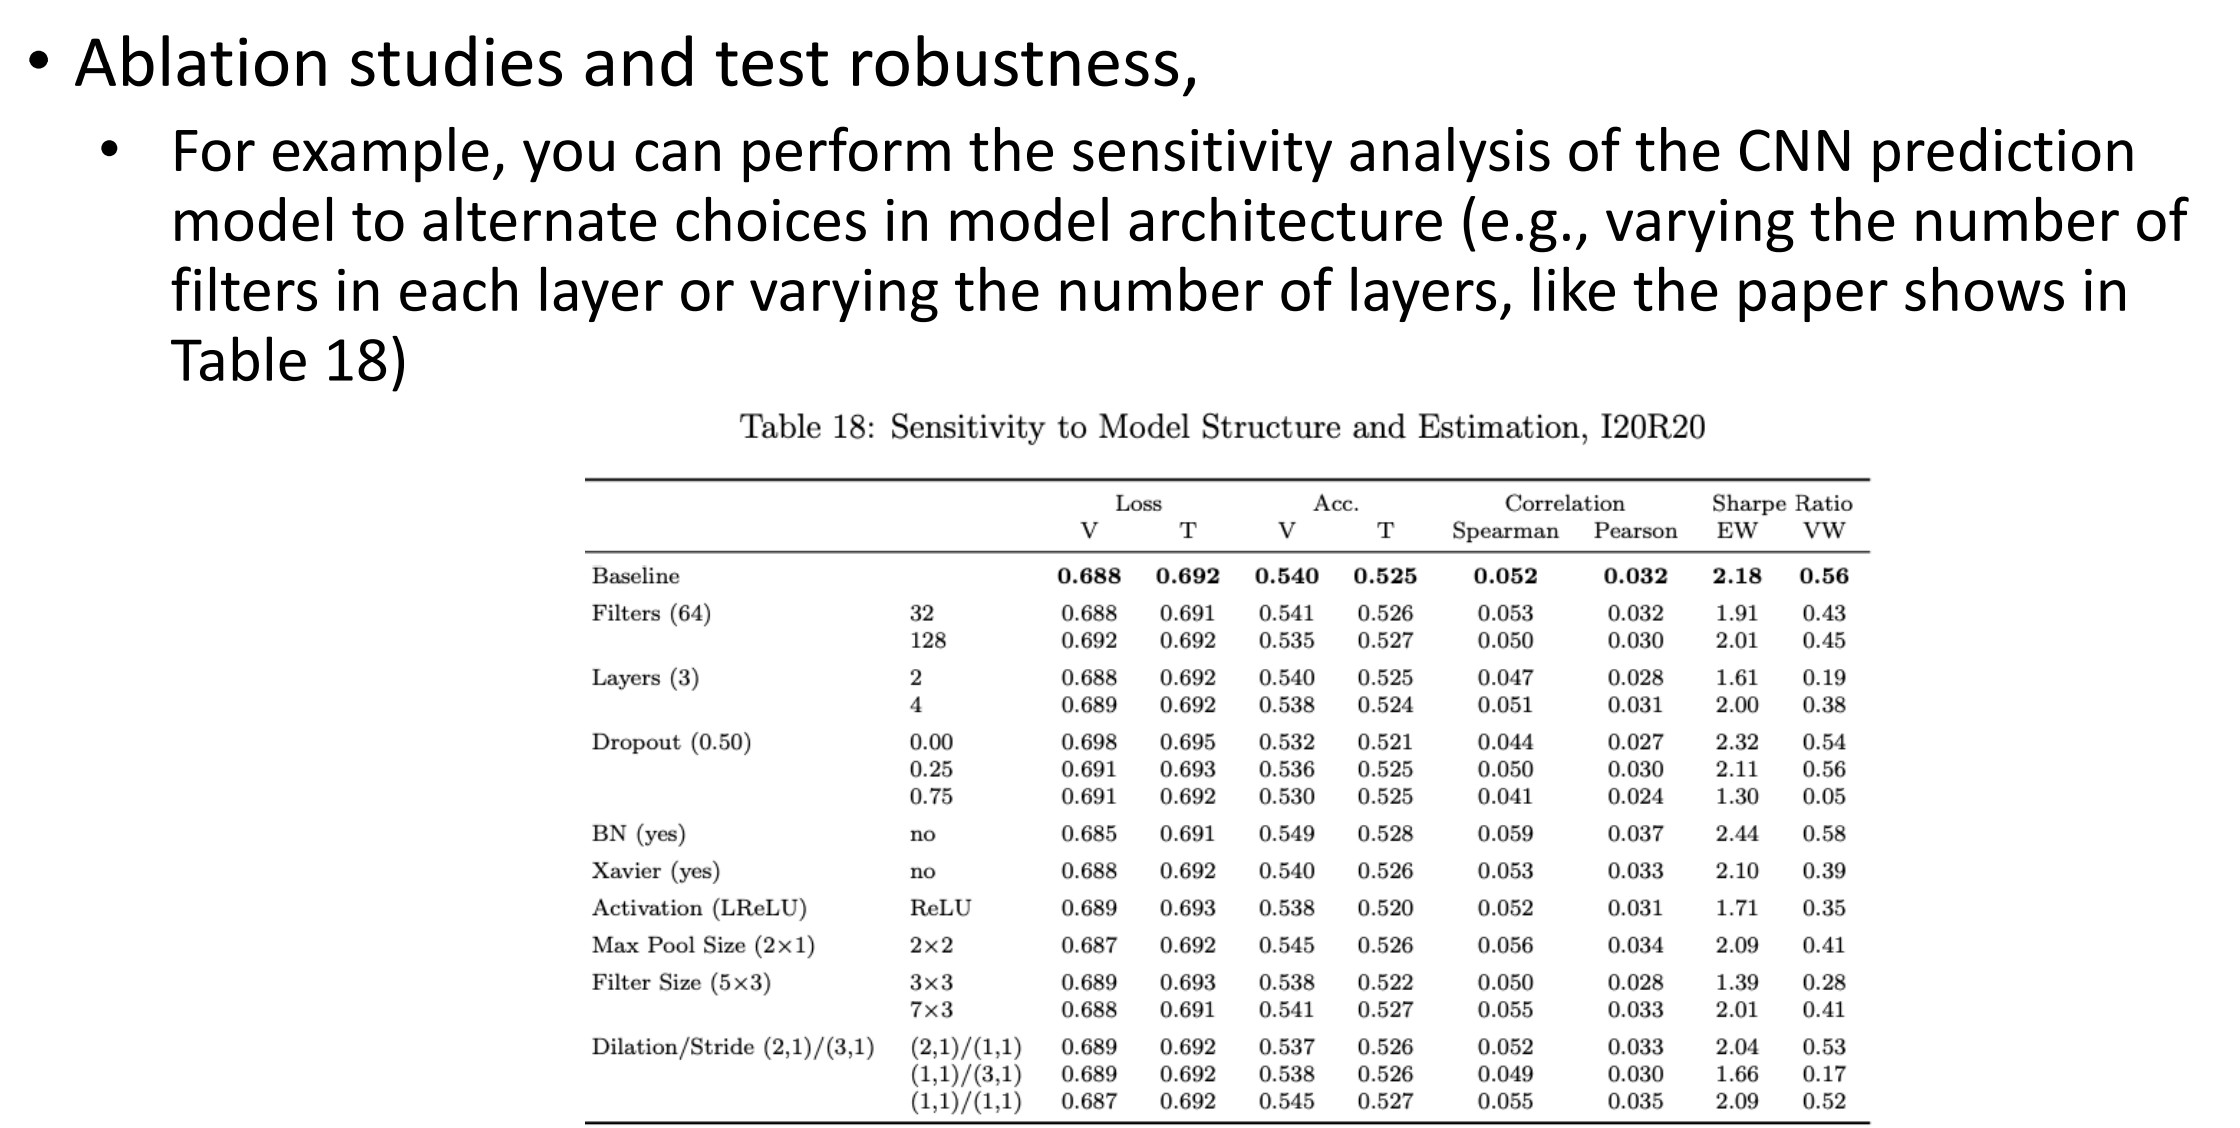 • Ablation studies and test robustness,
• For example, you can perform the sensitivity analysis of the CNN prediction
model to alternate choices in model architecture (e.g., varying the number of
filters in each layer or varying the number of layers, like the paper shows in
Table 18)
Table 18: Sensitivity to Model Structure and Estimation, I20R20
Loss Acc. Correlation Sharpe Ratio
V T V T Spearman Pearson EW VW
Baseline 0.688 0.692 0.540 0.525 0.052 0.032 2.18 0.56
Filters (64) 32 0.688 0.691 0.541 0.526 0.053 0.032 1.91 0.43
128 0.692 0.692 0.535 0.527 0.050 0.030 2.01 0.45
Layers (3) 2 0.688 0.692 0.540 0.525 0.047 0.028 1.61 0.19
4 0.689 0.692 0.538 0.524 0.051 0.031 2.00 0.38
Dropout (0.50) 0.00 0.698 0.695 0.532 0.521 0.044 0.027 2.32 0.54
0.25 0.691 0.693 0.536 0.525 0.050 0.030 2.11 0.56
0.75 0.691 0.692 0.530 0.525 0.041 0.024 1.30 0.05
BN (yes) no 0.685 0.691 0.549 0.528 0.059 0.037 2.44 0.58
Xavier (yes) no 0.688 0.692 0.540 0.526 0.053 0.033 2.10 0.39
Activation (LReLU) ReLU 0.689 0.693 0.538 0.520 0.052 0.031 1.71 0.35
Max Pool Size (2×1) 2×2 0.687 0.692 0.545 0.526 0.056 0.034 2.09 0.41
Filter Size (5×3) 3×3 0.689 0.693 0.538 0.522 0.050 0.028 1.39 0.28
7×3 0.688 0.691 0.541 0.527 0.055 0.033 2.01 0.41
Dilation/Stride (2,1)/(3,1) (2,1)/(1,1) 0.689 0.692 0.537 0.526 0.052 0.033 2.04 0.53
(1,1)/(3,1) 0.689 0.692 0.538 0.526 0.049 0.030 1.66 0.17
(1,1)/(1,1) 0.687 0.692 0.545 0.527 0.055 0.035 2.09 0.52